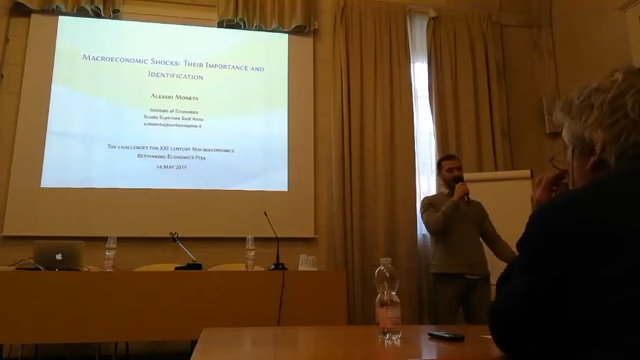 MACROECONOMIC SHOCKS: THEIR IMPORTANCE AND
IDENTIFICATION
ALESSIO MONETA
Institute of Economics
Scuola Superiore Sant'Anna
THE CHALLENGES FOR XXI CENTURY MACROECONOMICS
RETHINKING ECONOMICS PISA
14 MAY 2019